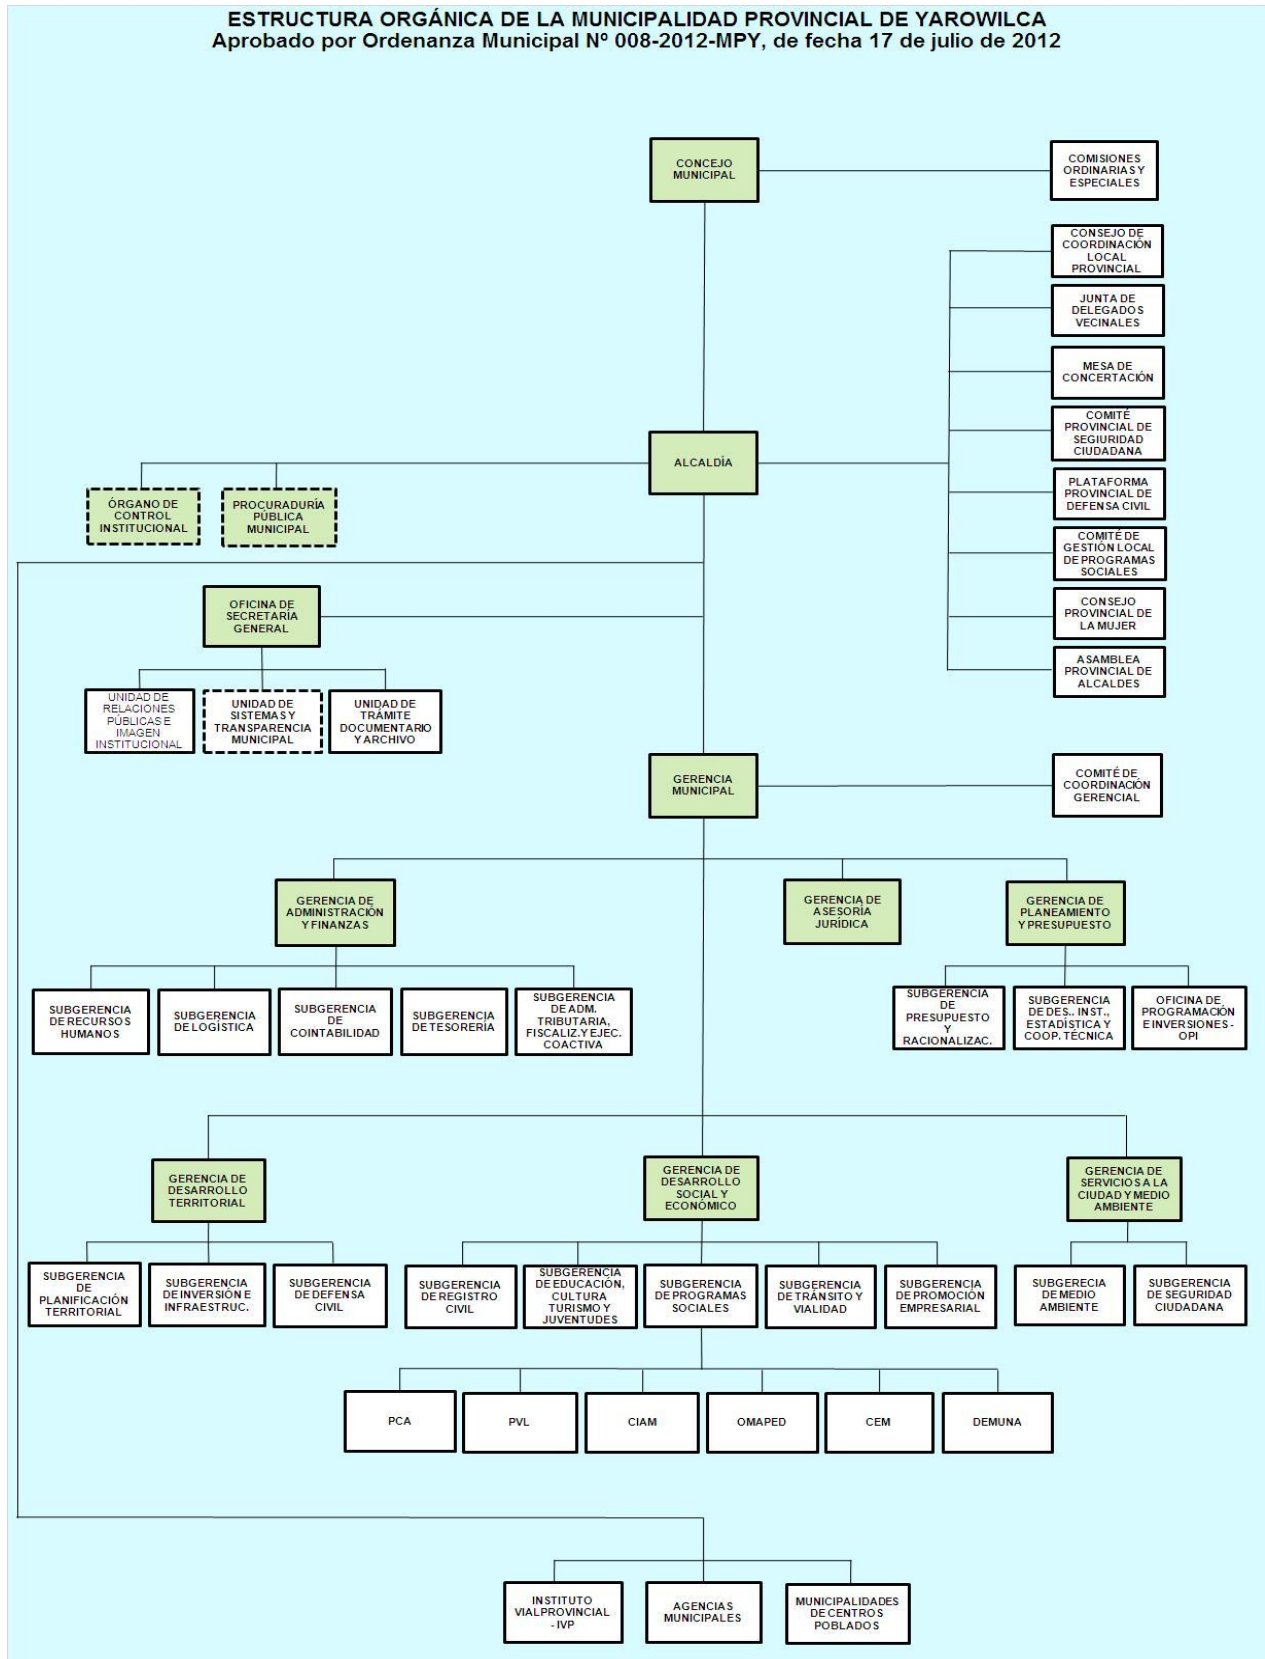 ESTRUCTURA ORGÁNICA DE LA MUNICIPALIDAD PROVINCIAL DE YAROWILCA
Aprobado por Ordenanza Municipal Nº 008-2012-MPY, de fecha 17 de julio de 2012
CONCEJO
MUNICIPAL
COMISIONES
ORDINARIAS Y
ESPECIALES
CONSEJO DE
COORDINACIÓN
LOCAL
PROVINCIAL
JUNTA DE
DELEGADOS
VECINALES
MESA DE
CONCERTACIÓN
COMITÉ
PROVINCIAL DE
SEGIURIDAD
CIUDADANA
ALCALDÍA
PLATAFORMA
PROVINCIAL DE
DEFENSA CIVIL
ÓRGANO DE
CONTROL
INSTITUCIONAL
PROCURADURÍA
PÚBLICA
MUNICIPAL
COMITÉ DE
GESTIÓN LOCAL
DE PROGRAMAS
SOCIALES
OFICINA DE
SECRETARÍA
GENERAL
CONSEJO
PROVINCIAL DE
LA MUJER
ASAMBLEA
PROVINCIAL DE
ALCALDES
UNIDAD DE
RELACIONES
PÚBLICAS E
IMAGEN
INSTITUCIONAL
UNIDAD DE
SISTEMAS Y
TRANSPARENCIA
MUNICIPAL
UNIDAD DE
TRÁMITE
DOCUMENTARIO
Y ARCHIVO
GERENCIA
MUNICIPAL
COMITÉ DE
COORDINACIÓN
GERENCIAL
GERENCIA DE
ADMINISTRACIÓN
Y FINANZAS
GERENCIA DE
ASESORÍA
JURÍDICA
GERENCIA DE
PLANEAMIENTO
Y PRESUPUESTO
SUBGERENCIA
DE RECURSOS
HUMANOS
SUBGERENCIA
DE LOGÍSTICA
SUBGERENCIA
DE
COINTABILIDAD
SUBGERENCIA
DE TESORERÍA
SUBGERENCIA
DE ADM.
TRIBUTARIA,
FISCALIZ. Y EJEC.
COACTIVA
SUBGERENCIA
DE
PRESUPUESTO
Y
RACIONALIZAC.
SUBGERENCIA
DE DES.. INST.,
ESTADÍSTICA Y
COOP. TÉCNICA
OFICINA DE
PROGRAMACIÓN
E INVERSIONES -
OPI
GERENCIA DE
DESARROLLO
TERRITORIAL
GERENCIA DE
DESARROLLO
SOCIAL Y
ECONÓMICO
GERENCIA DE
SERVICIOS A LA
CIUDAD Y MEDIO
AMBIENTE
SUBGERENCIA
DE
PLANIFICACIÓN
TERRITORIAL
SUBGERENCIA
DE INVERSIÓN E
INFRAESTRUC.
SUBGERENCIA
DE DEFENSA
CIVIL
SUBGERENCIA
DE REGISTRO
CIVIL
SUBGERENCIA
DE EDUCACIÓN,
CULTURA
TURISMO Y
JUVENTUDES
SUBGERENCIA
DE PROGRAMAS
SOCIALES
SUBGERENCIA
DE TRÁNSITO Y
VIALIDAD
SUBGERENCIA
DE PROMOCIÓN
EMPRESARIAL
SUBGERECIA
DE MEDIO
AMBIENTE
SUBGERENCIA
DE SEGURIDAD
CIUDADANA
PCA
PVL
CIAM
OMAPED
CEM
DEMUNA
INSTITUTO
VIAL PROVINCIAL
- IVP
AGENCIAS
MUNICIPALES
MUNICIPALIDADES
DE CENTROS
POBLADOS